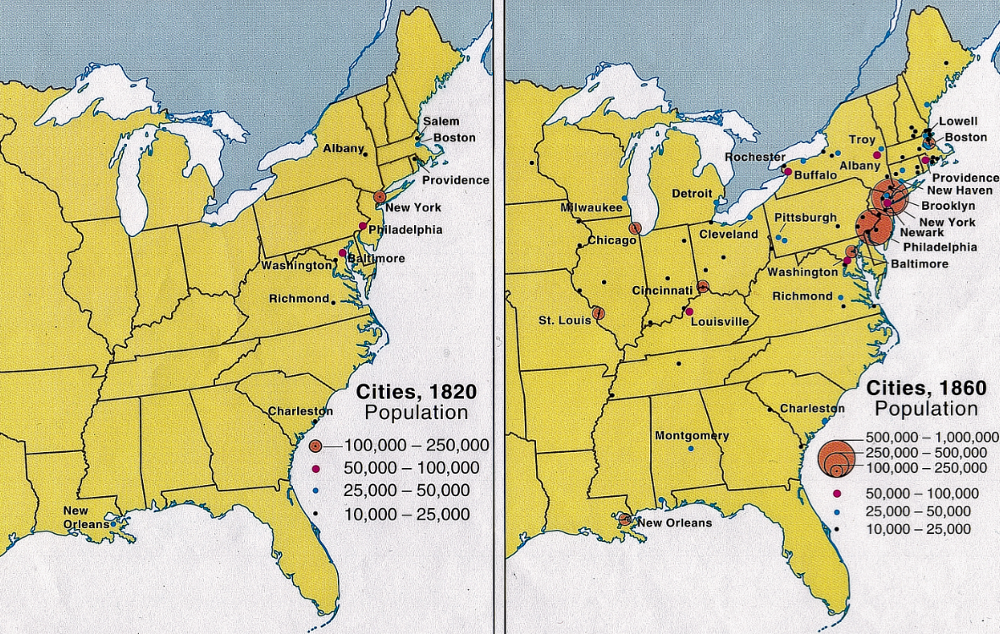 Salem
Boston
Albany
Providence
New York
Philadelphia
Baltimore
Washington
Richmond
Charleston
New
Orleans
Cities, 1820
Population
100,000 – 250,000
50,000 – 100,000
25,000 – 50,000
10,000 – 25,000
Lowell
Boston
Troy
Albany
Rochester
Buffalo
Providence
New Haven
Brooklyn
New York
Newark
Philadelphia
Baltimore
Detroit
Milwaukee
Pittsburgh
Cleveland
Chicago
Washington
Cincinnati
Richmond
St. Louis
Louisville
Charleston
Montgomery
New Orleans
Cities, 1860
Population
500,000 – 1,000,000
250,000 – 500,000
100,000 – 250,000
50,000 – 100,000
25,000 – 50,000
10,000 – 25,000